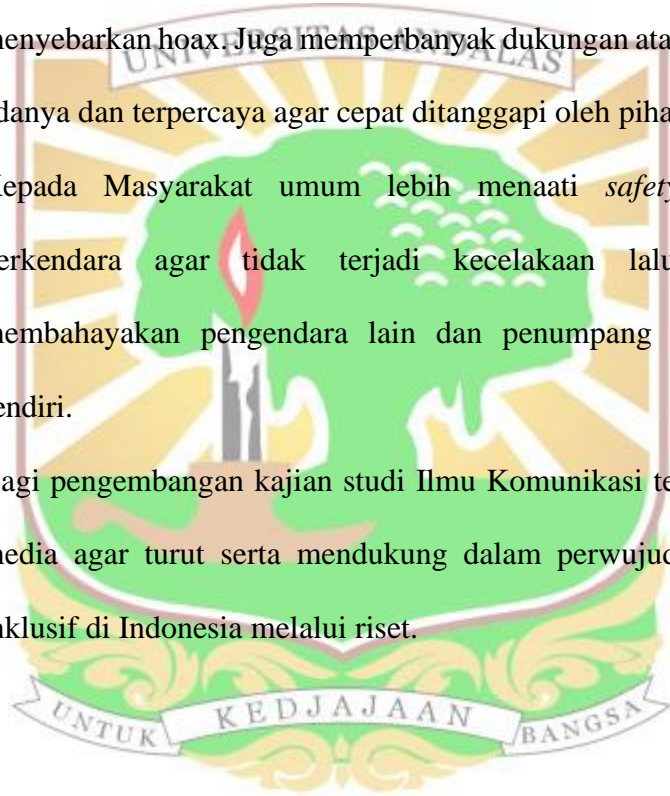 menyebarkan hoax. Juga memperbanyak dukungan ata
UNIVERSITAS ANDALAS
danya dan terpercaya agar cepat ditanggapi oleh piha
Kepada Masyarakat umum lebih menaati safety
erkendara agar tidak terjadi kecelakaan lalu
membahayakan pengendara lain dan penumpang
endiri.
agi pengembangan kajian studi Ilmu Komunikasi te
media agar turut serta mendukung dalam perwujud
nklusif di Indonesia melalui riset.
UNTUK KEDJAJAAN BANGSA